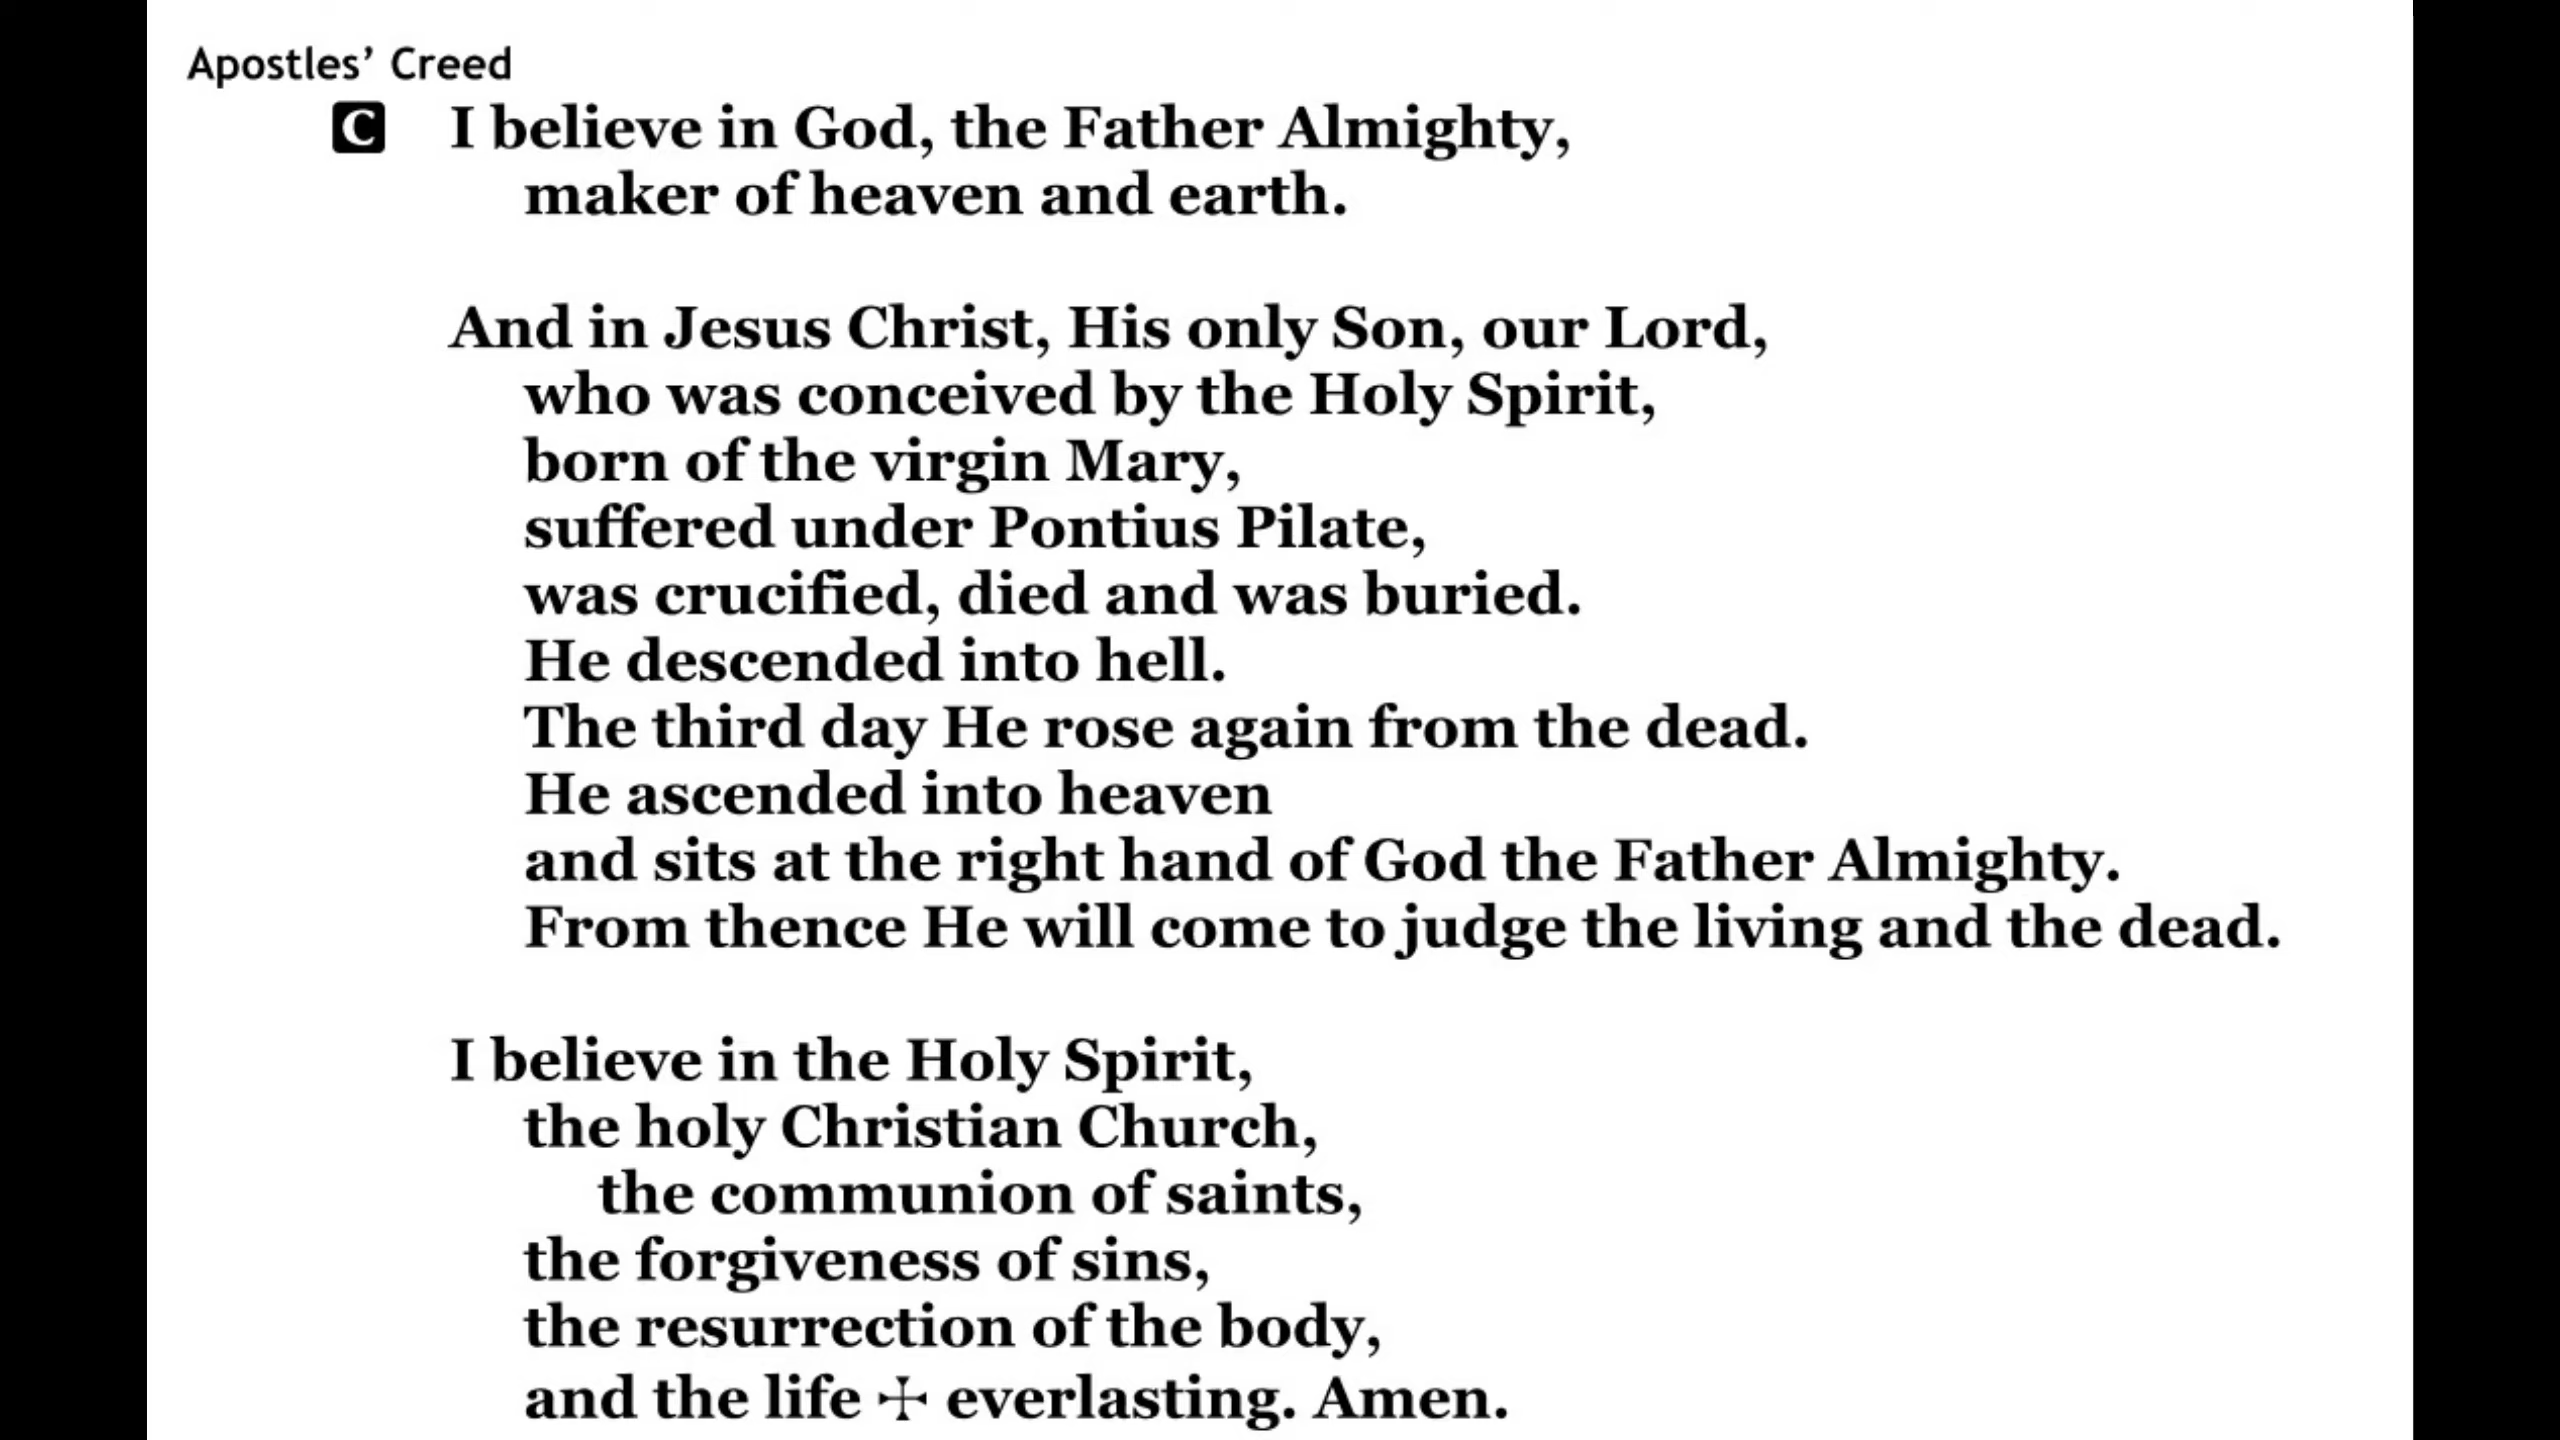 Apostles’ Creed
C I believe in God, the Father Almighty,
maker of heaven and earth.
And in Jesus Christ, His only Son, our Lord,
who was conceived by the Holy Spirit,
born of the virgin Mary,
suffered under Pontius Pilate,
was crucified, died and was buried.
He descended into hell.
The third day He rose again from the dead.
He ascended into heaven
and sits at the right hand of God the Father Almighty.
From thence He will come to judge the living and the dead.
I believe in the Holy Spirit,
the holy Christian Church,
the communion of saints,
the forgiveness of sins,
the resurrection of the body,
and the life ☩ everlasting. Amen.